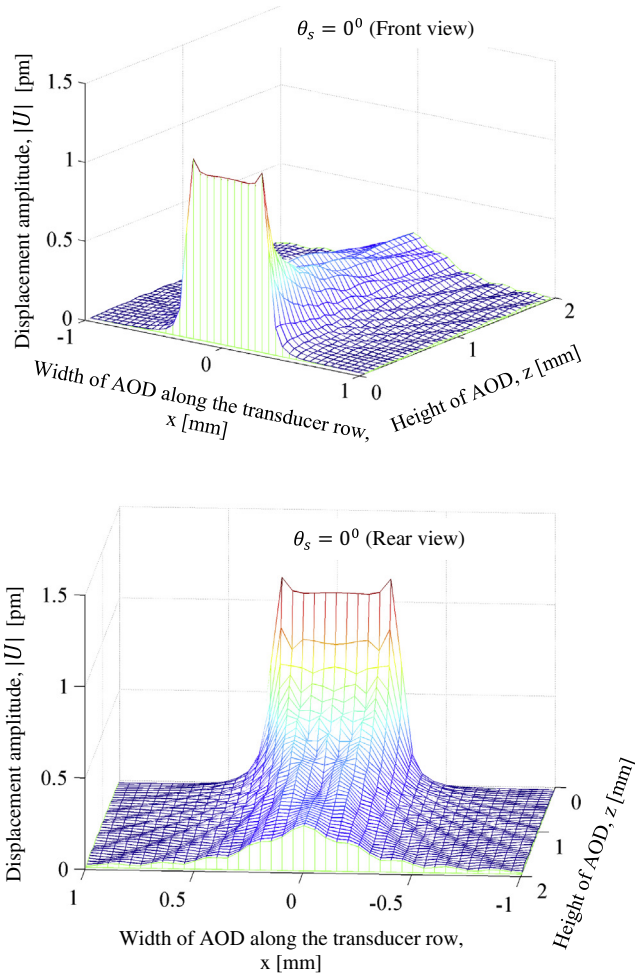 θₛ = 0⁰ (Front view)
Displacement amplitude, |U| [pm]
1.5
1
0.5
0
-1
0
1
0
1
2
Width of AOD along the transducer row,
x [mm]
Height of AOD, z [mm]
θₛ = 0⁰ (Rear view)
Displacement amplitude, |U| [pm]
1.5
1
0.5
0
1
0.5
0
-0.5
-1
0
1
2
Height of AOD, z [mm]
Width of AOD along the transducer row,
x [mm]